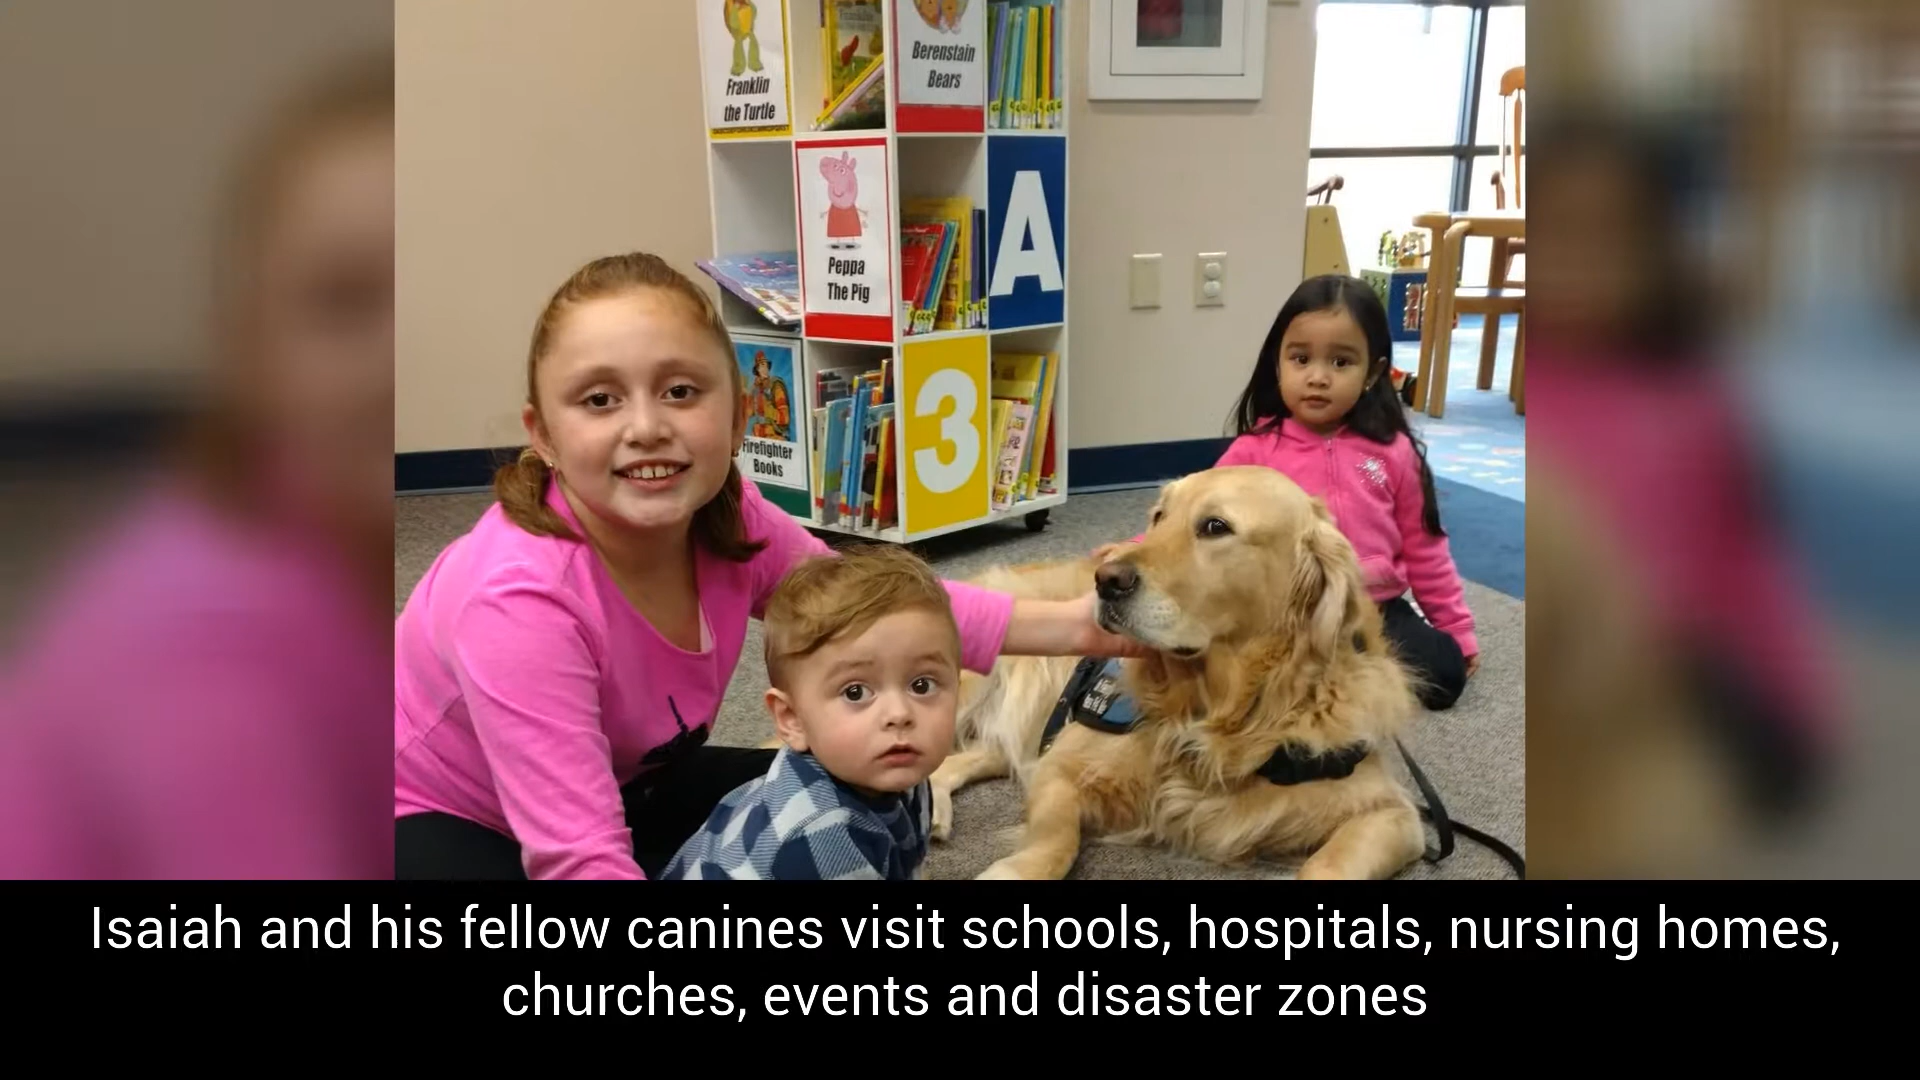 Franklin
the Turtle
Franklin
Berenstain
Bears
Peppa
The Pig
A
Firefighter
Books
3
Isaiah and his fellow canines visit schools, hospitals, nursing homes,
churches, events and disaster zones